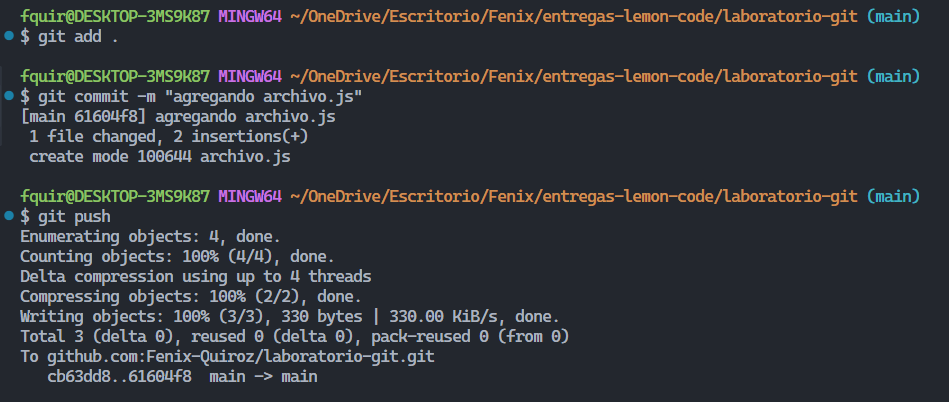 fquir@DESKTOP-3MS9K87 MINGW64 ~/OneDrive/Escritorio/Fenix/entregas-lemon-code/laboratorio-git (main)
$ git add .
fquir@DESKTOP-3MS9K87 MINGW64 ~/OneDrive/Escritorio/Fenix/entregas-lemon-code/laboratorio-git (main)
$ git commit -m "agregando archivo.js"
[main 61604f8] agregando archivo.js
 1 file changed, 2 insertions(+)
 create mode 100644 archivo.js
fquir@DESKTOP-3MS9K87 MINGW64 ~/OneDrive/Escritorio/Fenix/entregas-lemon-code/laboratorio-git (main)
$ git push
Enumerating objects: 4, done.
Counting objects: 100% (4/4), done.
Delta compression using up to 4 threads
Compressing objects: 100% (2/2), done.
Writing objects: 100% (3/3), 330 bytes | 330.00 KiB/s, done.
Total 3 (delta 0), reused 0 (delta 0), pack-reused 0 (from 0)
To github.com:Fenix-Quiroz/laboratorio-git.git
   cb63dd8..61604f8  main -> main